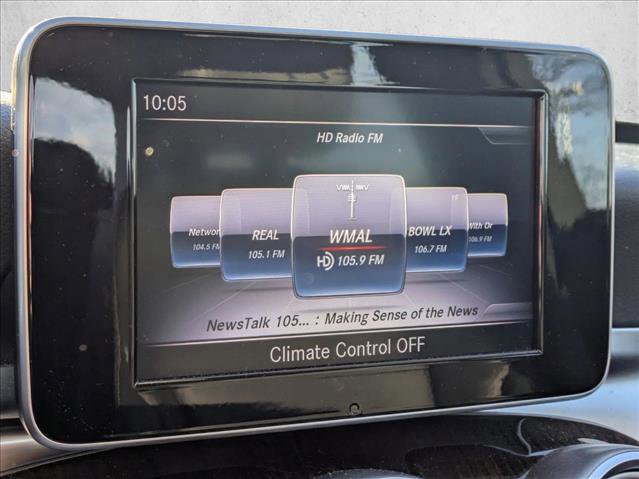 10:05
HD Radio FM
Network
104.5 FM
REAL
105.1 FM
WMAL
HD 105.9 FM
BOWL LX
106.7 FM
With Or
106.9 FM
NewsTalk 105... : Making Sense of the News
Climate Control OFF